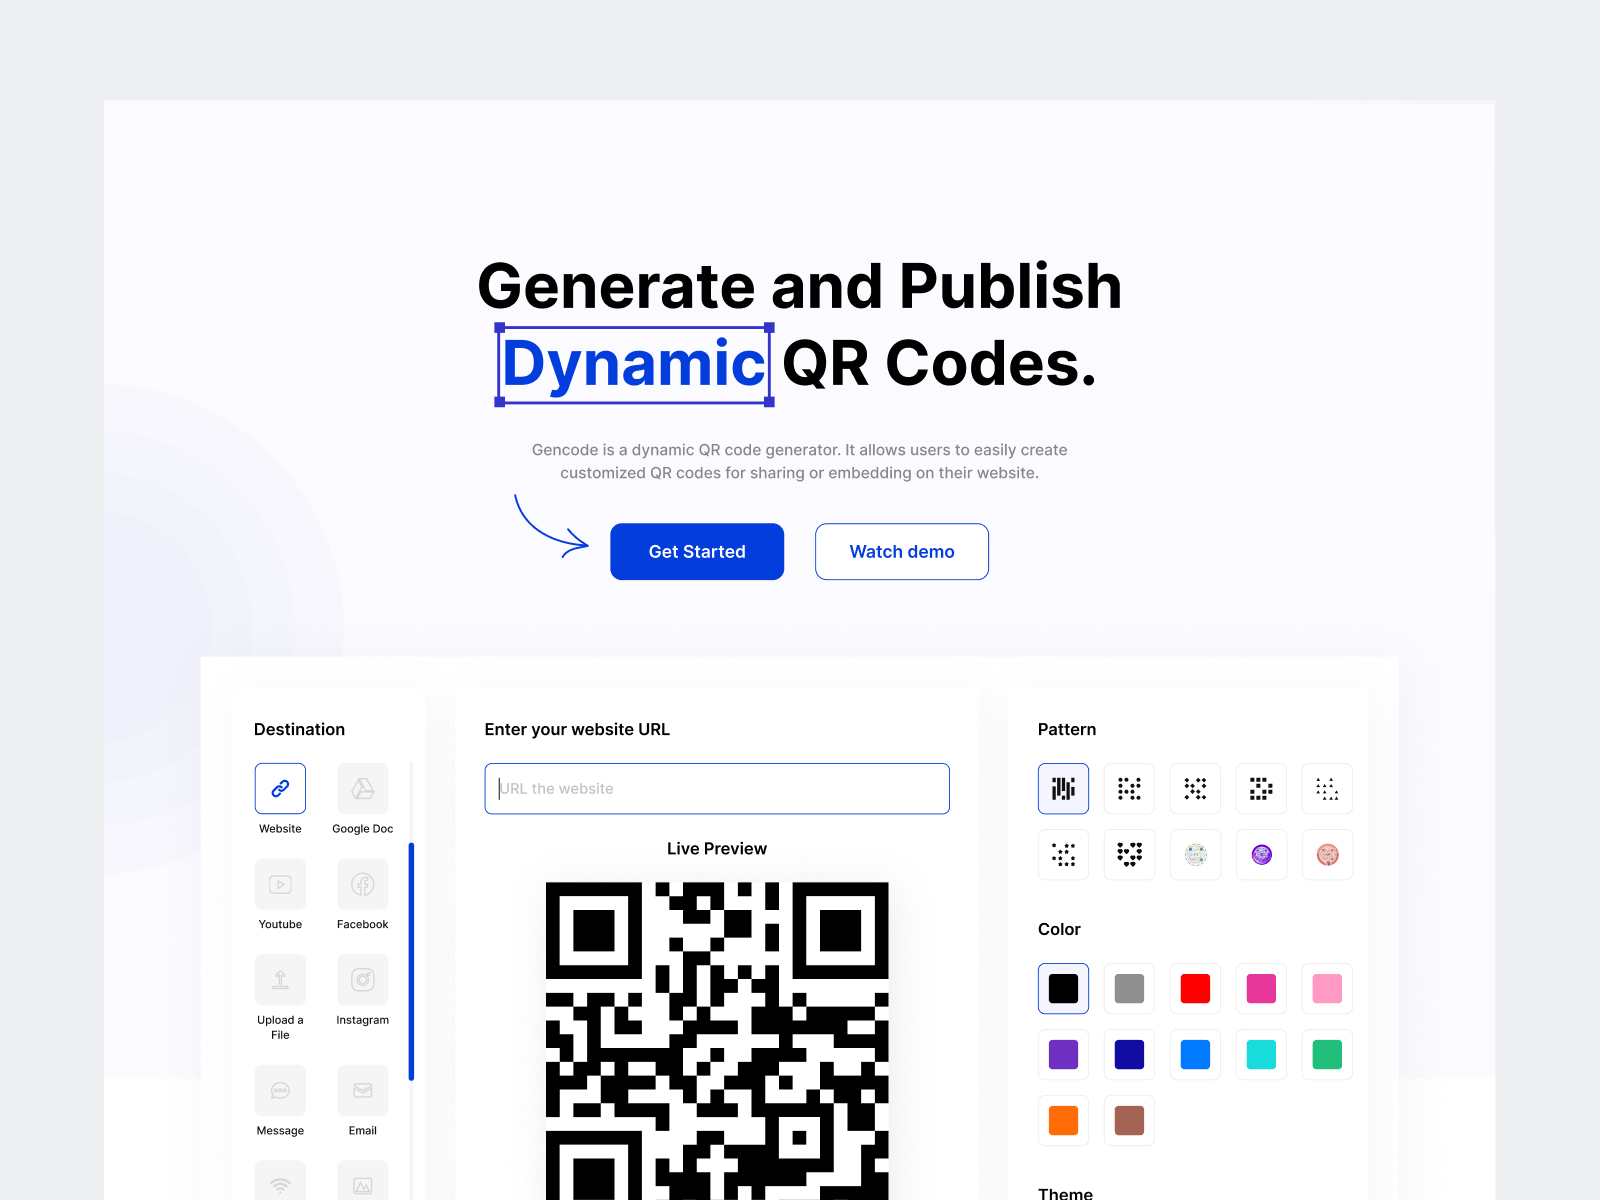 Generate and Publish
Dynamic QR Codes.
Gencode is a dynamic QR code generator. It allows users to easily create
customized QR codes for sharing or embedding on their website.
Get Started
Watch demo
Destination
Website
Google Doc
Youtube
Facebook
Upload a
File
Instagram
Message
Email
Enter your website URL
URL the website
Live Preview
Pattern
Color
Theme